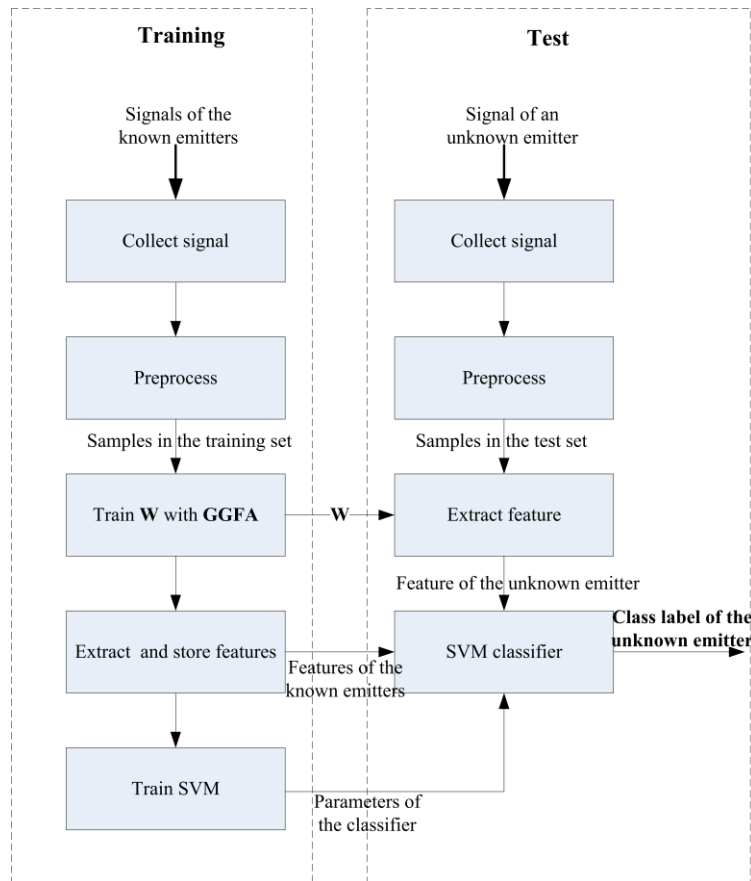 Training
Signals of the
known emitters
Collect signal
Preprocess
Samples in the training set
Train W with GGFA
W
Extract and store features
Features of the
known emitters
Train SVM
Parameters of
the classifier
Test
Signal of an
unknown emitter
Collect signal
Preprocess
Samples in the test set
Extract feature
Feature of the unknown emitter
SVM classifier
Class label of the
unknown emitter